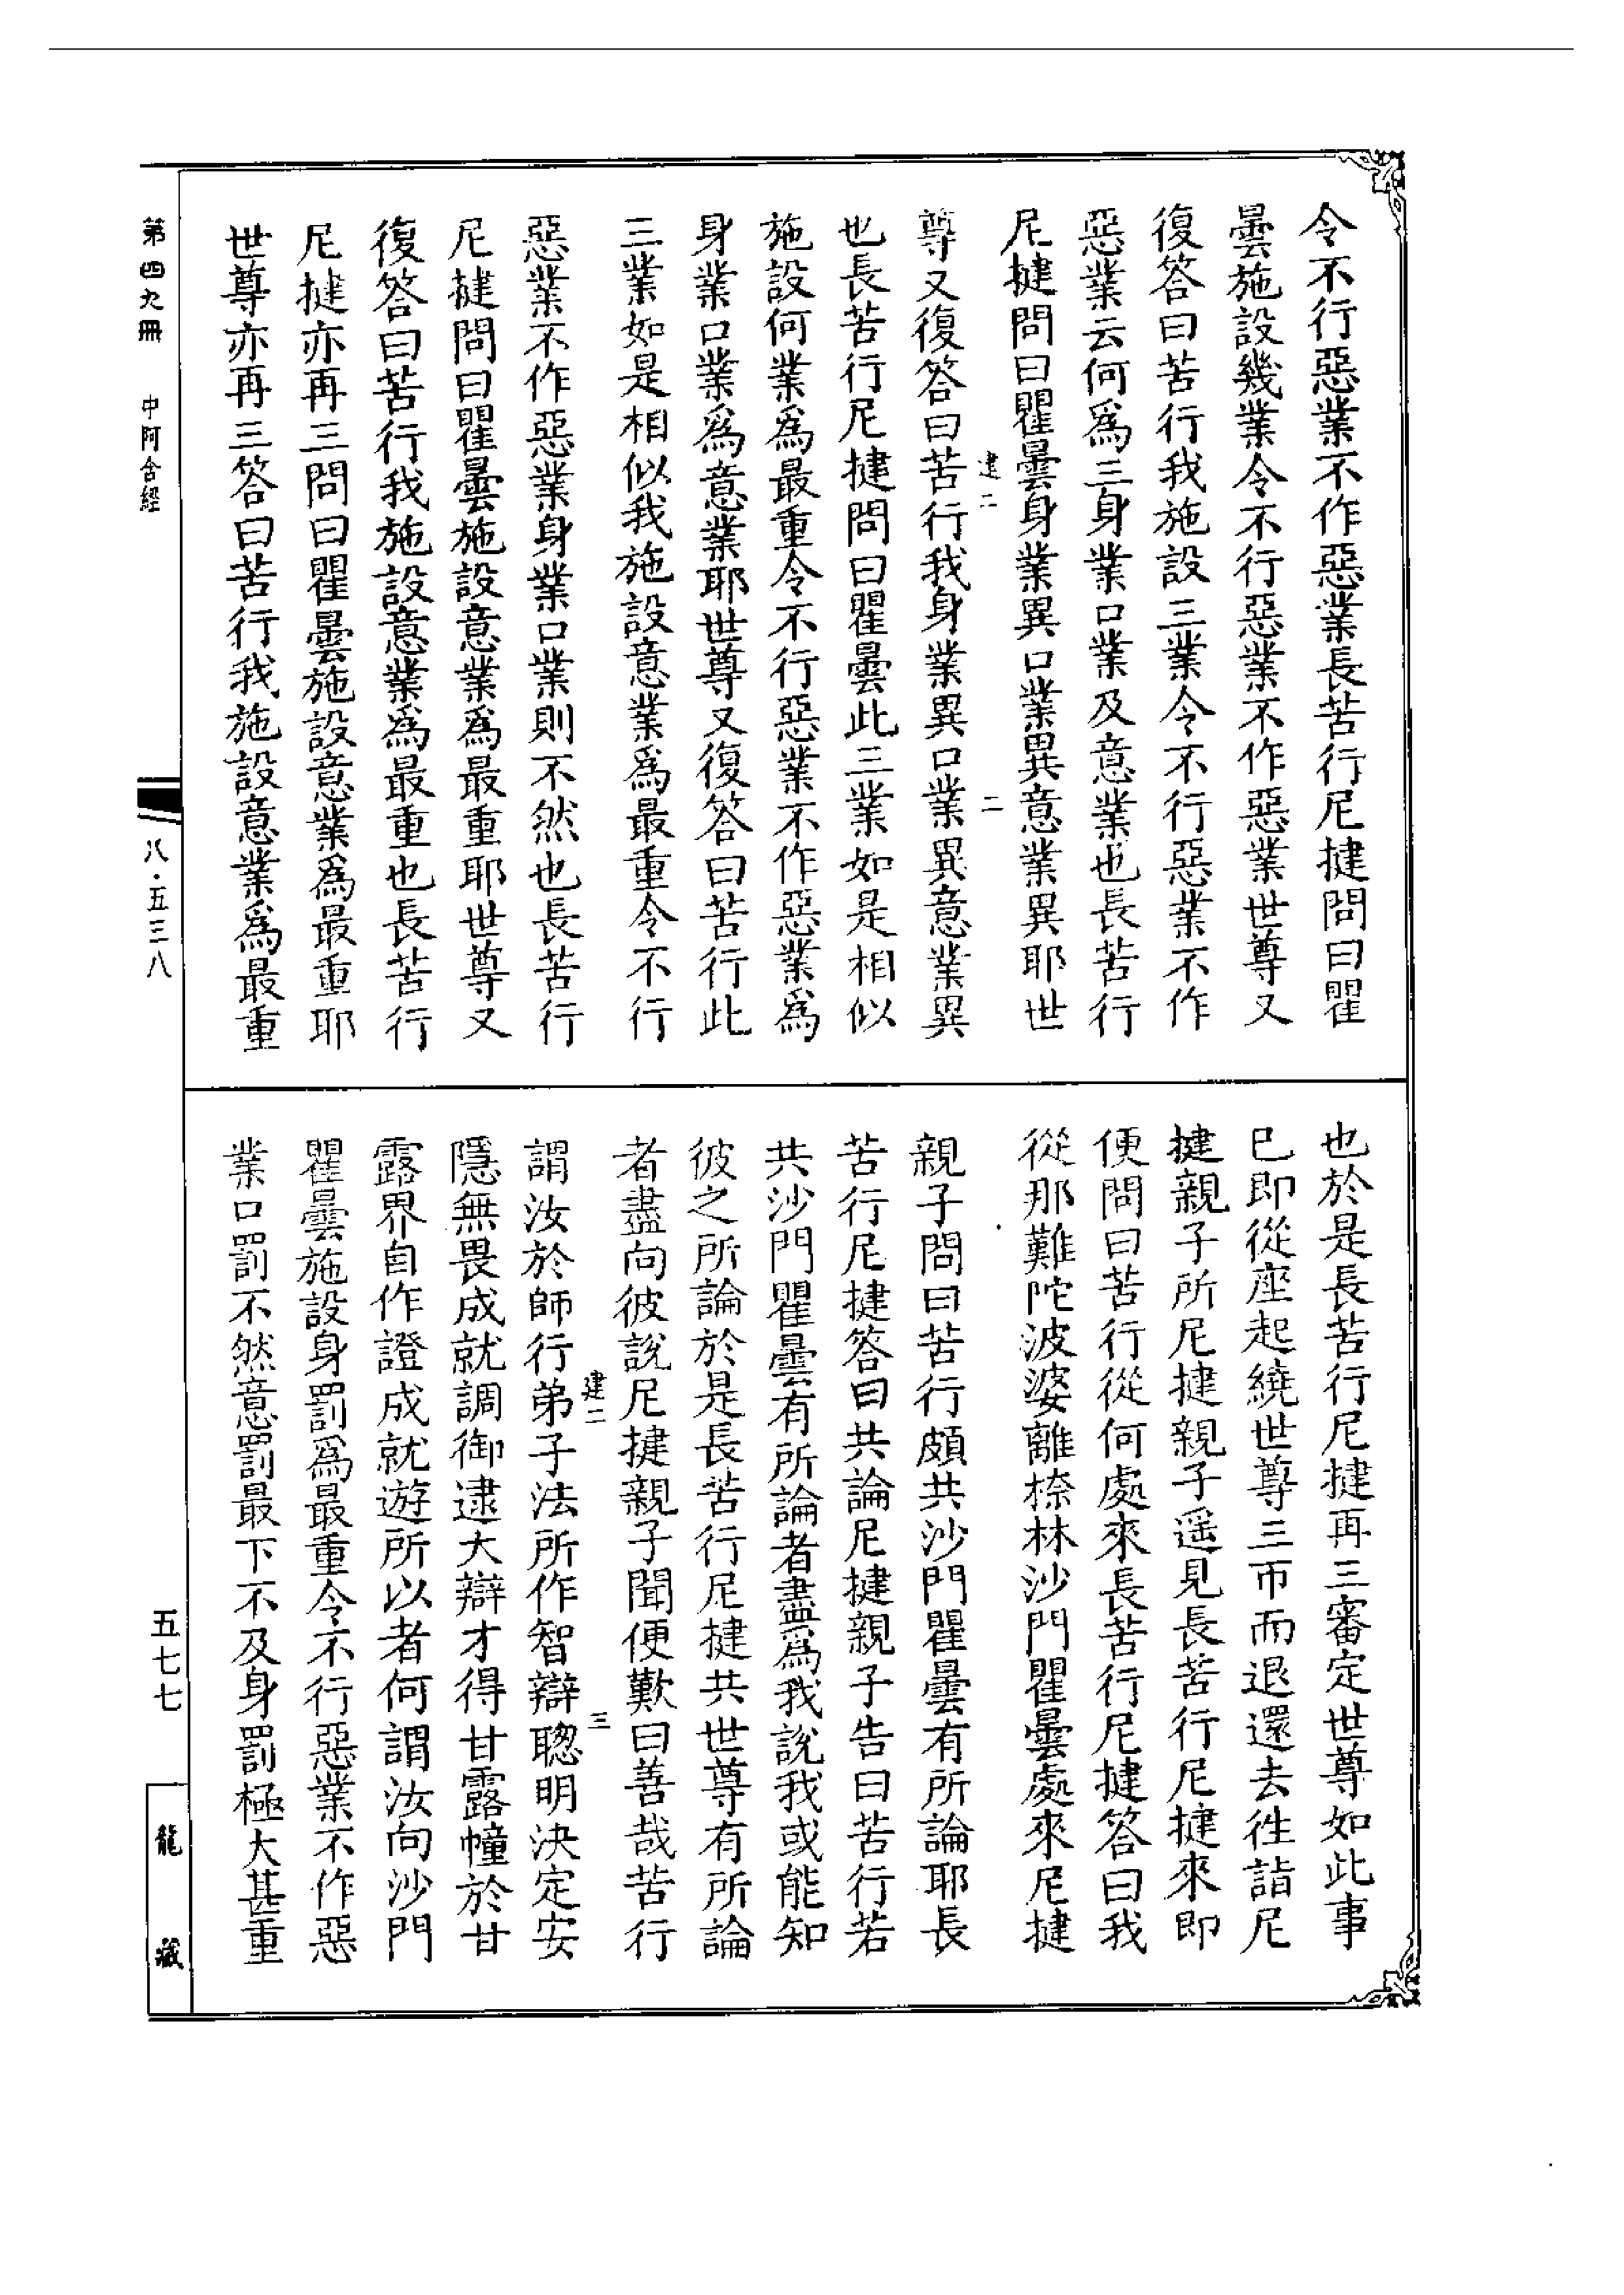 令不行惡業不作惡業長苦行尼揵問曰瞿
曇施設幾業令不行惡業不作惡業世尊又
復答曰苦行我施設三業令不行惡業不作
惡業云何為三身業口業及意業也長苦行
尼揵問曰瞿曇身業異口業異意業異耶世
建二 二
尊又復答曰苦行我身業異口業異意業異
也長苦行尼揵問曰瞿曇此三業如是相似
施設何業為最重令不行惡業不作惡業為
身業口業為意業耶世尊又復答曰苦行此
三業如是相似我施設意業為最重令不行
惡業不作惡業身業口業則不然也長苦行
尼揵問曰瞿曇施設意業為最重耶世尊又
復答曰苦行我施設意業為最重也長苦行
尼揵亦再三問曰瞿曇施設意業為最重耶
世尊亦再三答曰苦行我施設意業為最重
也於是長苦行尼揵再三審定世尊如此事
已即從座起繞世尊三帀而退還去徃詣尼
揵親子所尼揵親子遥見長苦行尼揵來即
便問曰苦行從何處來長苦行尼揵答曰我
從那難陀波婆離㮈林沙門瞿曇處來尼揵
親子問曰苦行頗共沙門瞿曇有所論耶長
苦行尼揵答曰共論尼揵親子告曰苦行若
共沙門瞿曇有所論者盡為我說我或能知
彼之所論於是長苦行尼揵共世尊有所論
者盡向彼說尼揵親子聞便歎曰善哉苦行
建二 三
謂汝於師行弟子法所作智辯聰明決定安
隱無畏成就調御逮大辯才得甘露幢於甘
露界自作證成就遊所以者何謂汝向沙門
瞿曇施設身罰為最重令不行惡業不作惡
業口罰不然意罰最下不及身罰極大甚重
第四九冊 中阿含經
八·五三八
五七七
龍藏